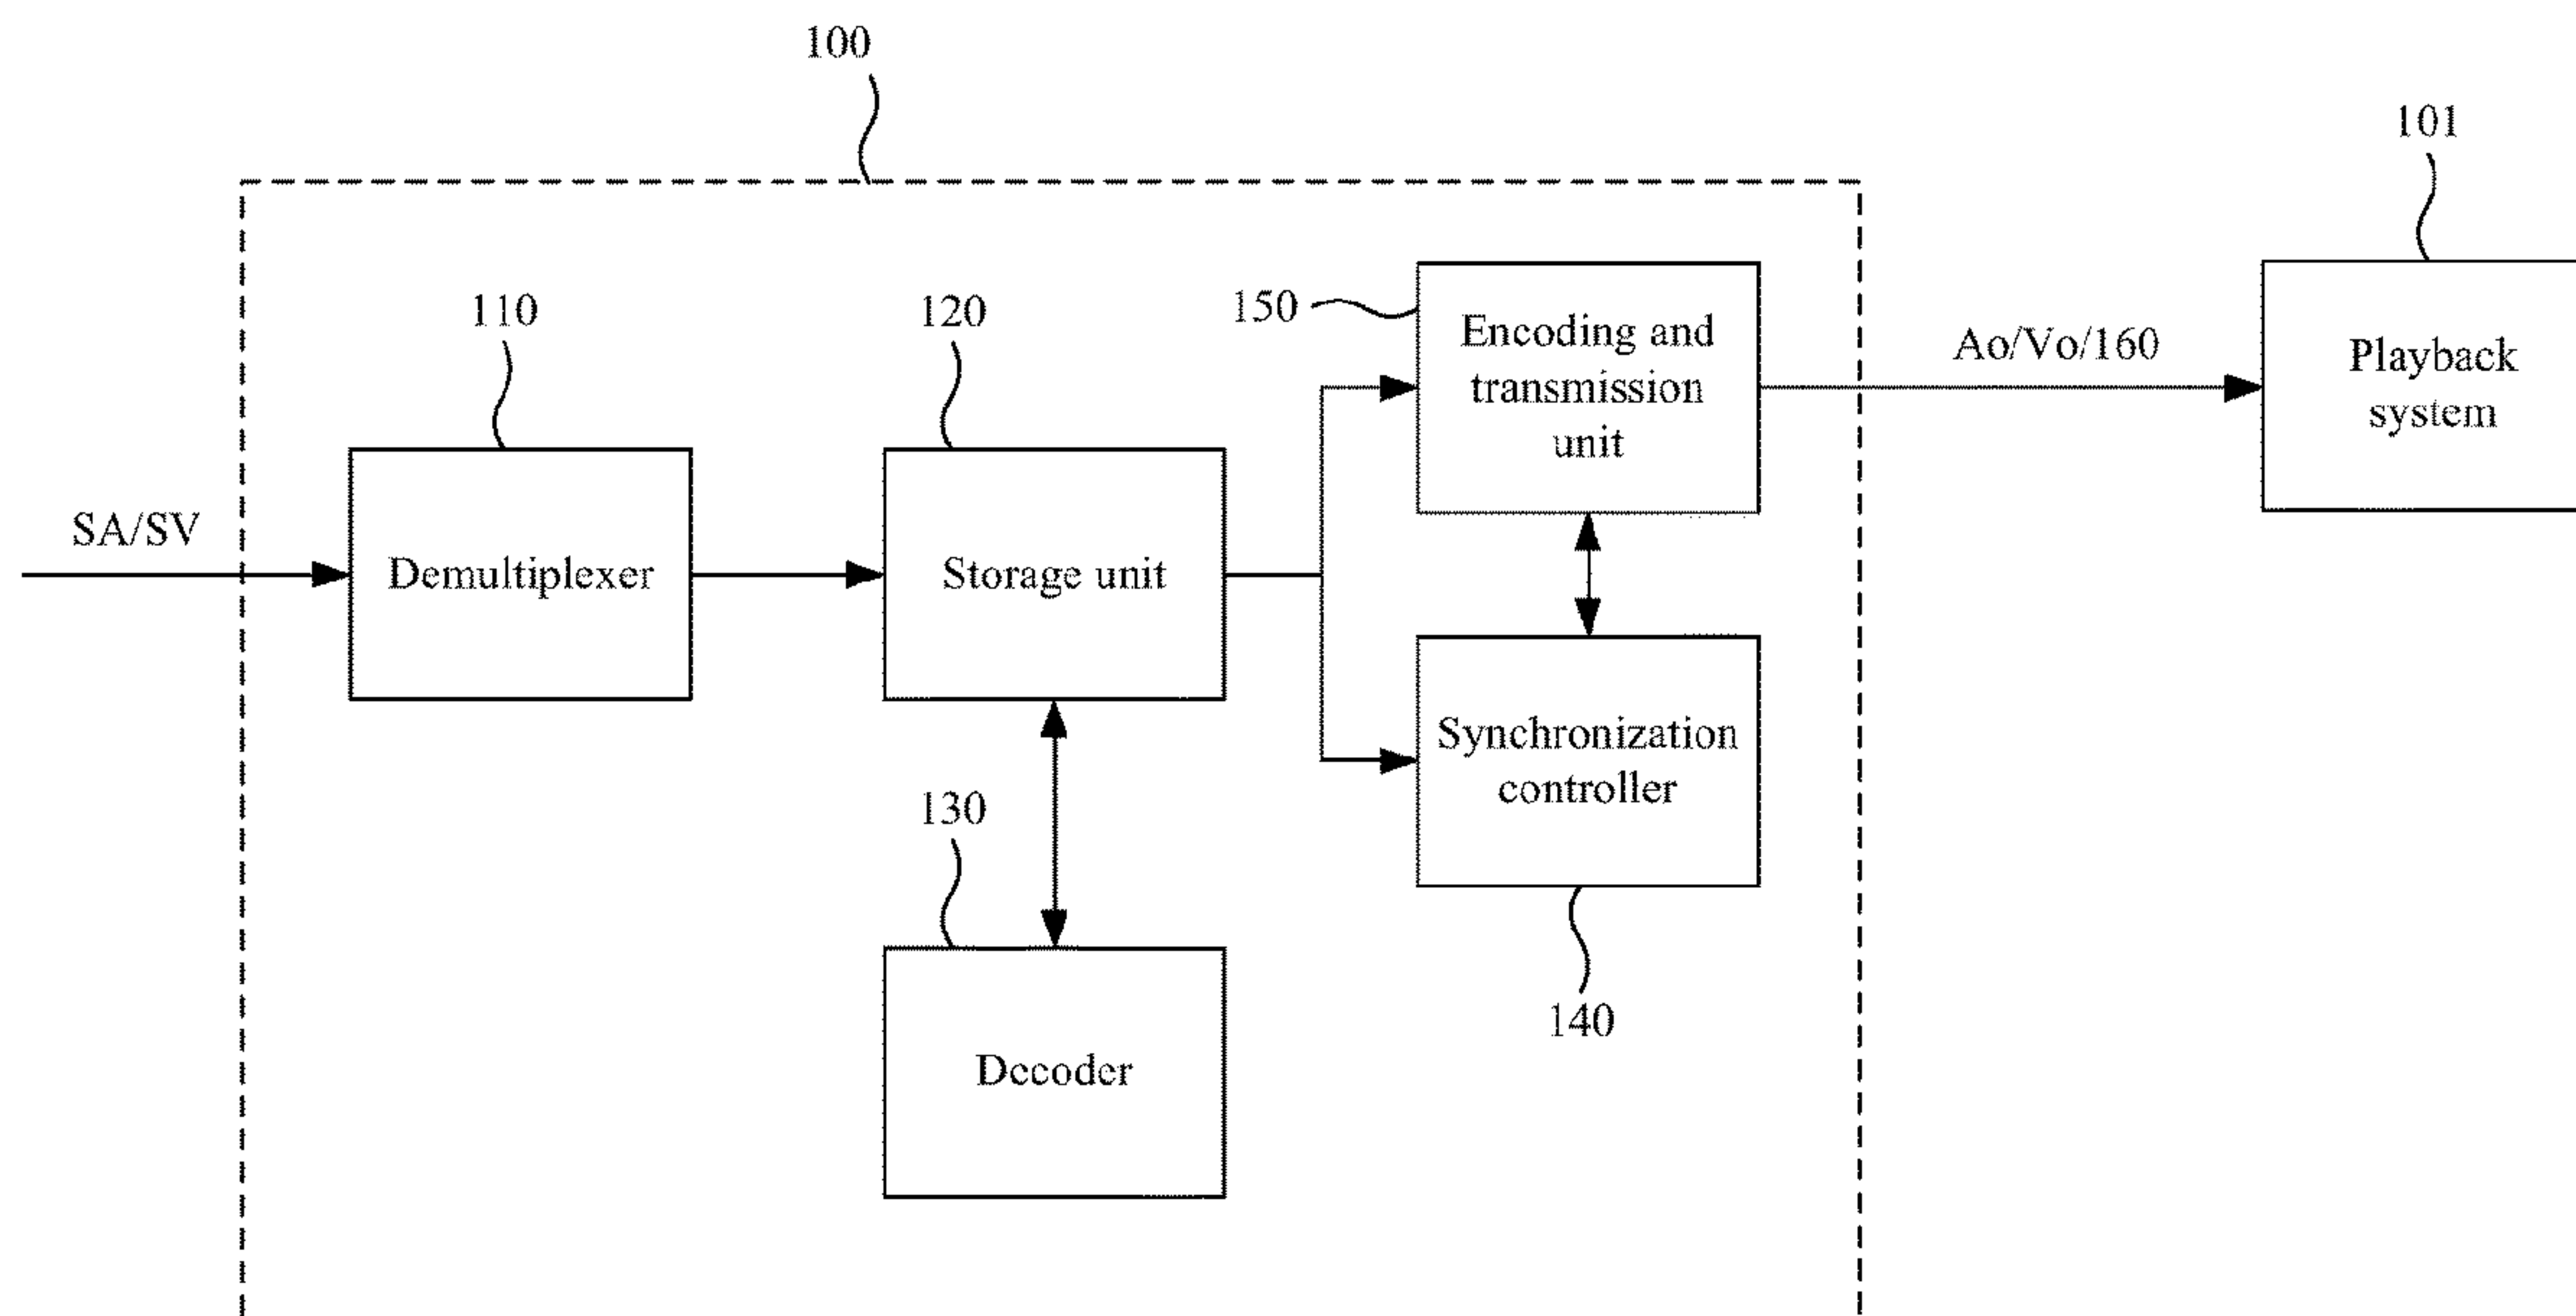 100
101
110
120
150
Encoding and
transmission
unit
Ao/Vo/160
Playback
system
SA/SV
Demultiplexer
Storage unit
Synchronization
controller
130
140
Decoder